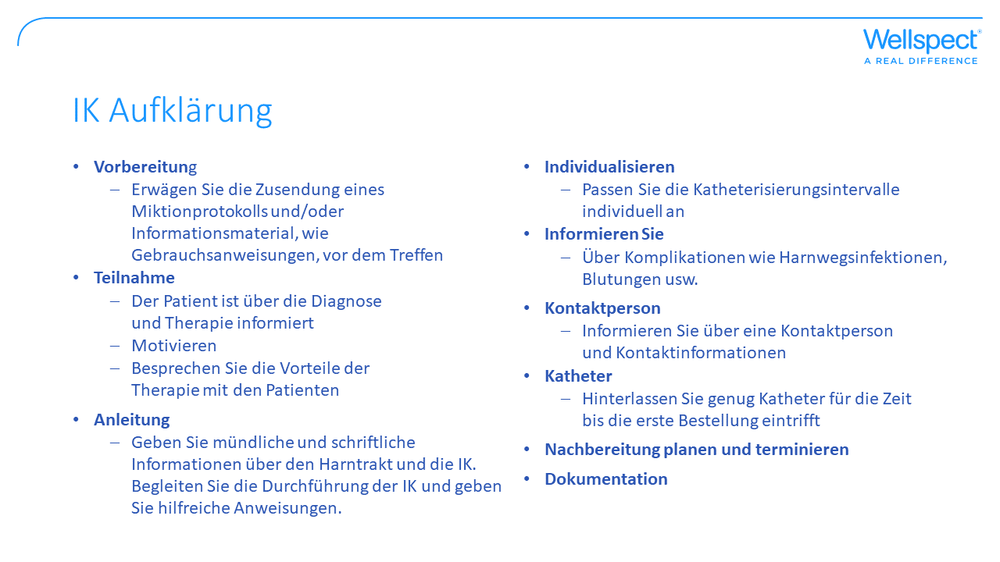 Wellspect®
A REAL DIFFERENCE
IK Aufklärung
• Vorbereitung
– Erwägen Sie die Zusendung eines
Miktionprotokolls und/oder
Informationsmaterial, wie
Gebrauchsanweisungen, vor dem Treffen
• Teilnahme
– Der Patient ist über die Diagnose
und Therapie informiert
– Motivieren
– Besprechen Sie die Vorteile der
Therapie mit den Patienten
• Anleitung
– Geben Sie mündliche und schriftliche
Informationen über den Harntrakt und die IK.
Begleiten Sie die Durchführung der IK und geben
Sie hilfreiche Anweisungen.
• Individualisieren
– Passen Sie die Katheterisierungsintervalle
individuell an
• Informieren Sie
– Über Komplikationen wie Harnwegsinfektionen,
Blutungen usw.
• Kontaktperson
– Informieren Sie über eine Kontaktperson
und Kontaktinformationen
• Katheter
– Hinterlassen Sie genug Katheter für die Zeit
bis die erste Bestellung eintrifft
• Nachbereitung planen und terminieren
• Dokumentation